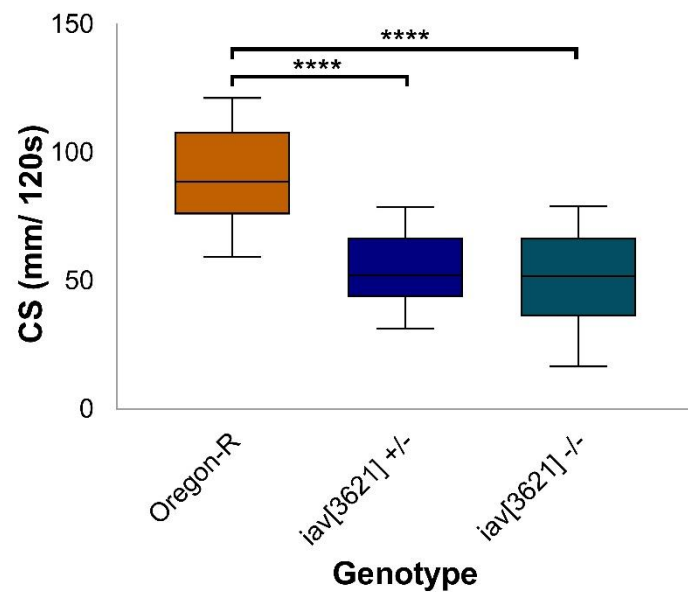 150
****
****
100
CS (mm/ 120s)
50
0
Oregon-R
iav[3621] +/-
iav[3621] -/-
Genotype